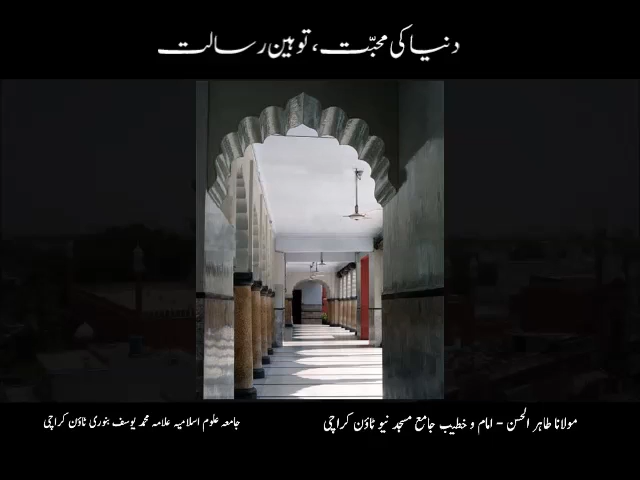 دنیا کی محبّت، توہین رسالت
مولانا طاہر الحسن - امام و خطیب جامع مسجد نیو ٹاؤن کراچی
جامعہ علوم اسلامیہ علامہ محمد یوسف بنوری ٹاؤن کراچی